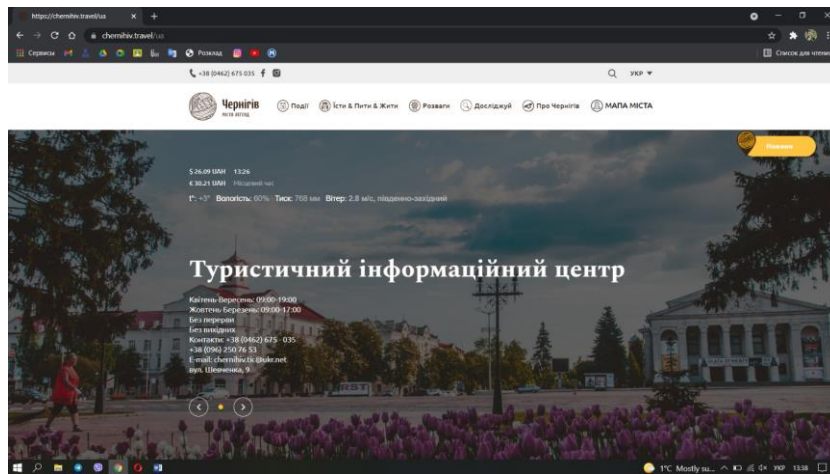 https://chernihiv.travel/ua
chernihiv.travel/ua
Сервисы
Розклад
Список для чтения
+38 (0462) 675 035
УКР
Чернігів
місто легенд
Події
Їсти & Пити & Жити
Розваги
Досліджуй
Про Чернігів
МАПА МІСТА
$ 26.09 UAH 13:26
€ 30.21 UAH Місцевий час
t°: +3° Вологість: 60% Тиск: 768 мм Вітер: 2.8 м/с, південно-західний
Туристичний інформаційний центр
Квітень-Вересень: 09:00-19:00
Жовтень-Березень: 09:00-17:00
Без перерви
Без вихідних
Контакти: +38 (0462) 675 - 035
+38 (096) 250 76 53
E-mail: chernihiv.tic@ukr.net
вул. Шевченка, 9
1°C Mostly su...
УКР
13:38